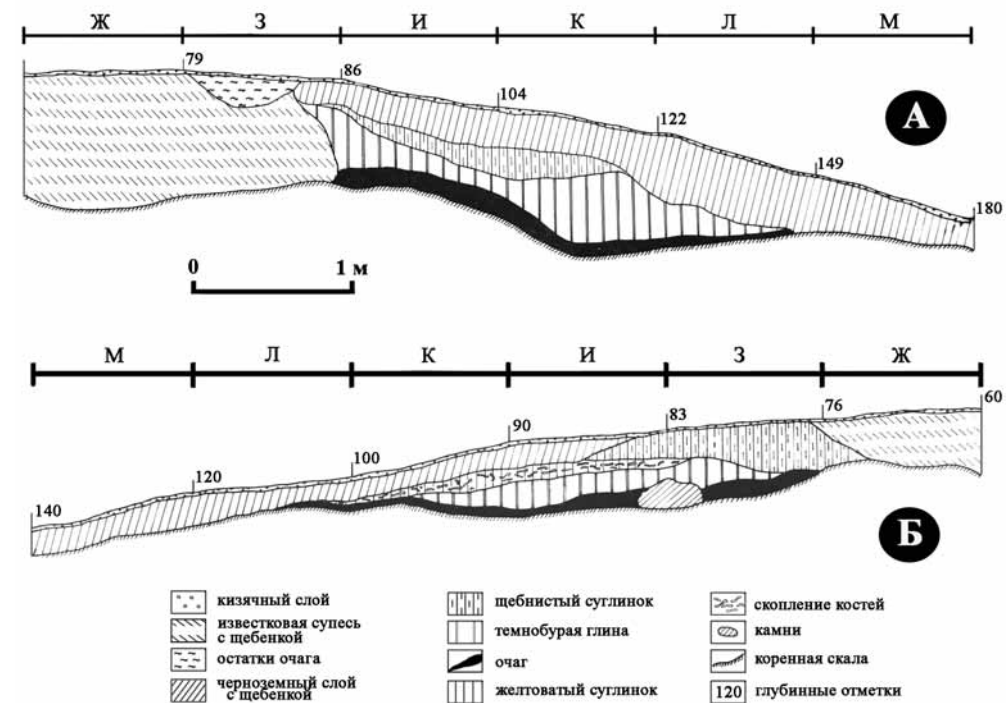 Ж З И К Л М
79
86
104
122
149
180
А
0 1 м
М Л К И З Ж
60
76
83
90
100
120
140
Б
кизячный слой
известковая супесь
с щебенкой
остатки очага
черноземный слой
с щебенкой
щебнистый суглинок
темнобурая глина
очаг
желтоватый суглинок
скопление костей
камни
коренная скала
120 глубинные отметки